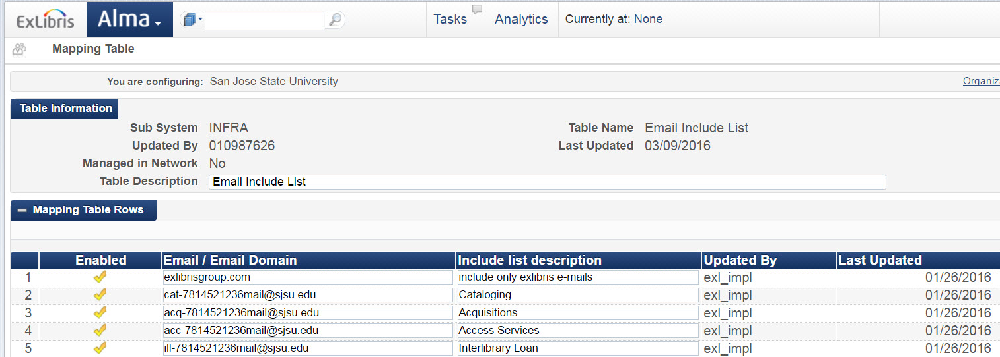 ExLibris Alma Tasks Analytics Currently at: None
Mapping Table
You are configuring: San Jose State University Organiz
Table Information
Sub System INFRA Table Name Email Include List
Updated By 010987626 Last Updated 03/09/2016
Managed in Network No
Table Description Email Include List
Mapping Table Rows
Enabled Email / Email Domain Include list description Updated By Last Updated
1 exlibrisgroup.com include only exlibris e-mails exl_impl 01/26/2016
2 cat-7814521236mail@sjsu.edu Cataloging exl_impl 01/26/2016
3 acq-7814521236mail@sjsu.edu Acquisitions exl_impl 01/26/2016
4 acc-7814521236mail@sjsu.edu Access Services exl_impl 01/26/2016
5 ill-7814521236mail@sjsu.edu Interlibrary Loan exl_impl 01/26/2016